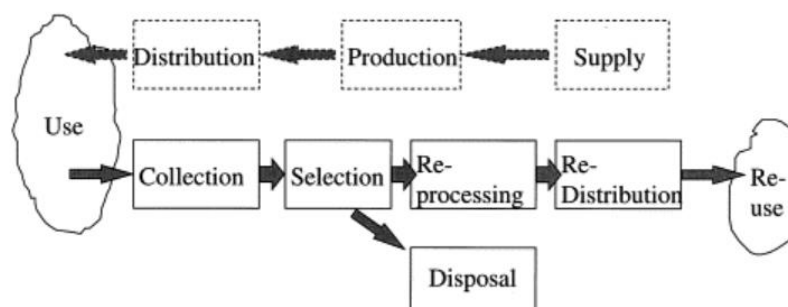 Distribution
Production
Supply
Use
Collection
Selection
Re-
processing
Re-
Distribution
Re-
use
Disposal